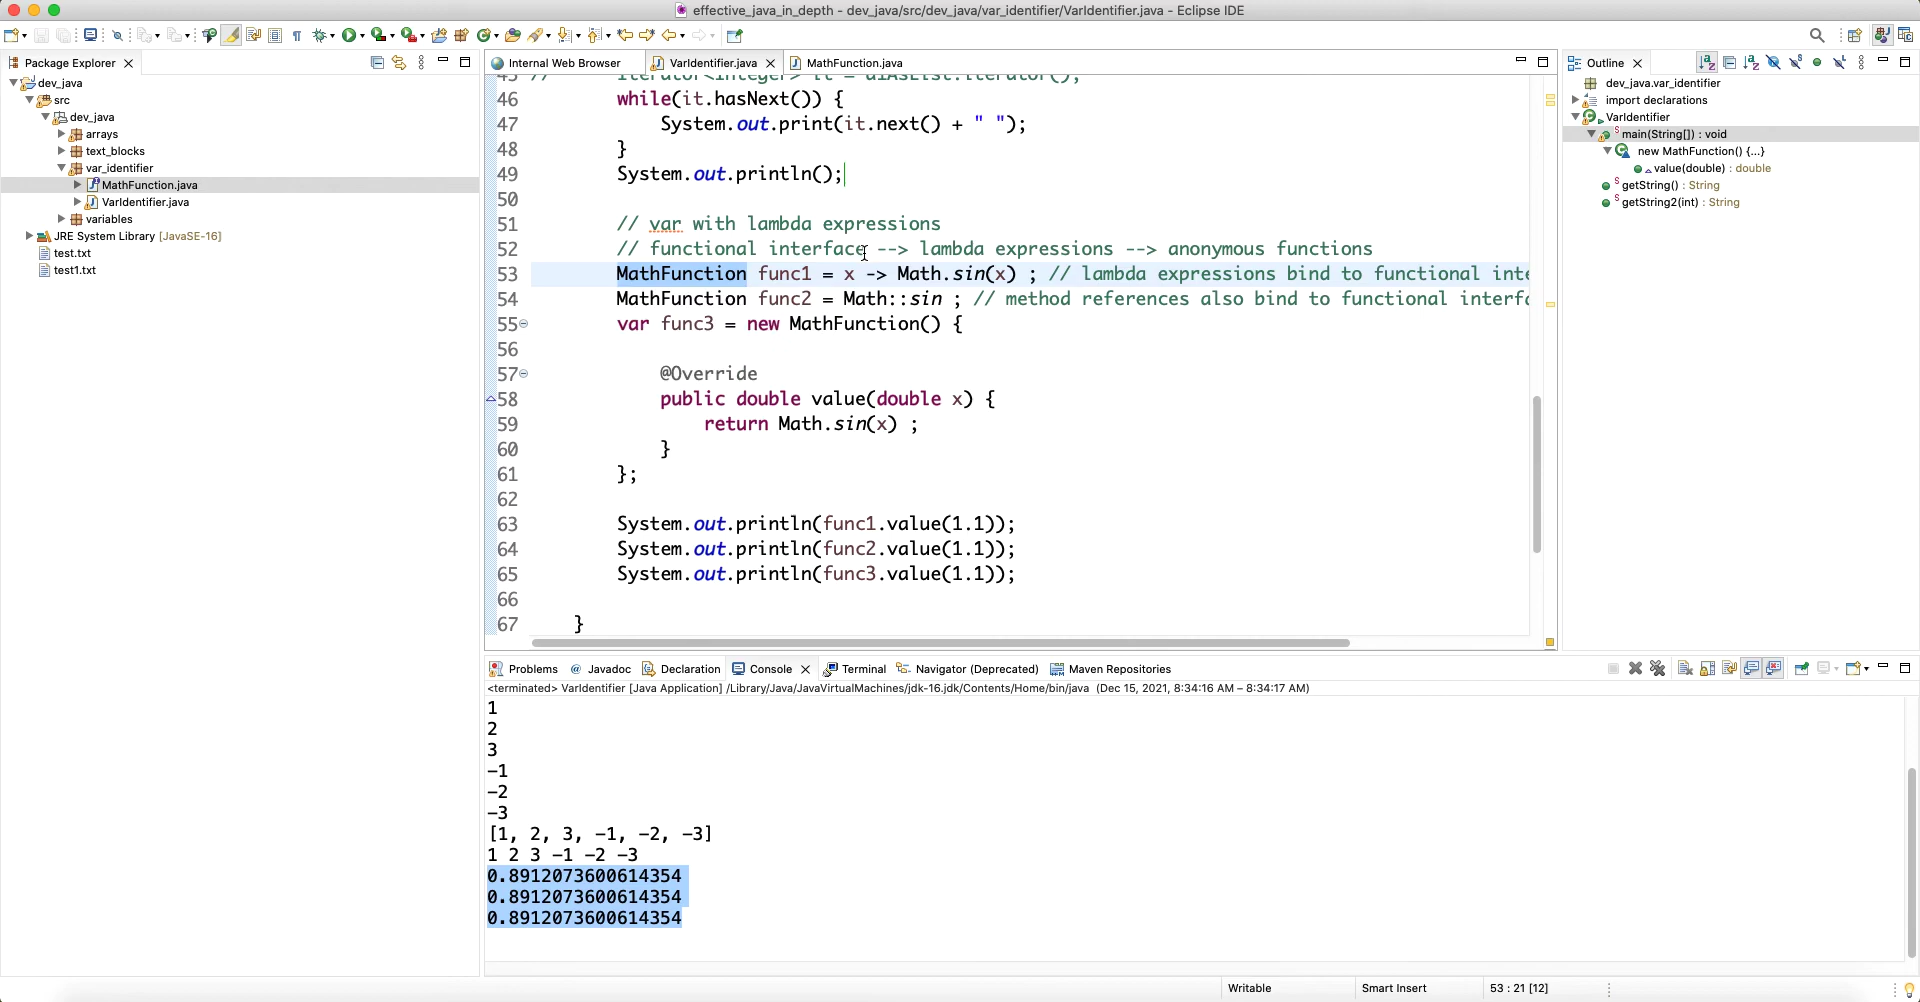 effective_java_in_depth - dev_java/src/dev_java/var_identifier/VarIdentifier.java - Eclipse IDE
Package Explorer
dev_java
src
dev_java
arrays
text_blocks
var_identifier
MathFunction.java
VarIdentifier.java
variables
JRE System Library [JavaSE-16]
test.txt
test1.txt
Internal Web Browser
VarIdentifier.java
MathFunction.java
45 // Iterator<Integer> it = alAsList.iterator();
46 while(it.hasNext()) {
47 System.out.print(it.next() + " ");
48 }
49 System.out.println();
50
51 // var with lambda expressions
52 // functional interface --> lambda expressions --> anonymous functions
53 MathFunction func1 = x -> Math.sin(x) ; // lambda expressions bind to functional inte
54 MathFunction func2 = Math::sin ; // method references also bind to functional interfa
55 var func3 = new MathFunction() {
56
57 @Override
58 public double value(double x) {
59 return Math.sin(x) ;
60 }
61 };
62
63 System.out.println(func1.value(1.1));
64 System.out.println(func2.value(1.1));
65 System.out.println(func3.value(1.1));
66
67 }
Outline
dev_java.var_identifier
import declarations
VarIdentifier
main(String[]) : void
new MathFunction() {...}
value(double) : double
getString() : String
getString2(int) : String
Problems
@ Javadoc
Declaration
Console
Terminal
Navigator (Deprecated)
Maven Repositories
<terminated> VarIdentifier [Java Application] /Library/Java/JavaVirtualMachines/jdk-16.jdk/Contents/Home/bin/java (Dec 15, 2021, 8:34:16 AM – 8:34:17 AM)
1
2
3
-1
-2
-3
[1, 2, 3, -1, -2, -3]
1 2 3 -1 -2 -3
0.8912073600614354
0.8912073600614354
0.8912073600614354
Writable
Smart Insert
53 : 21 [12]